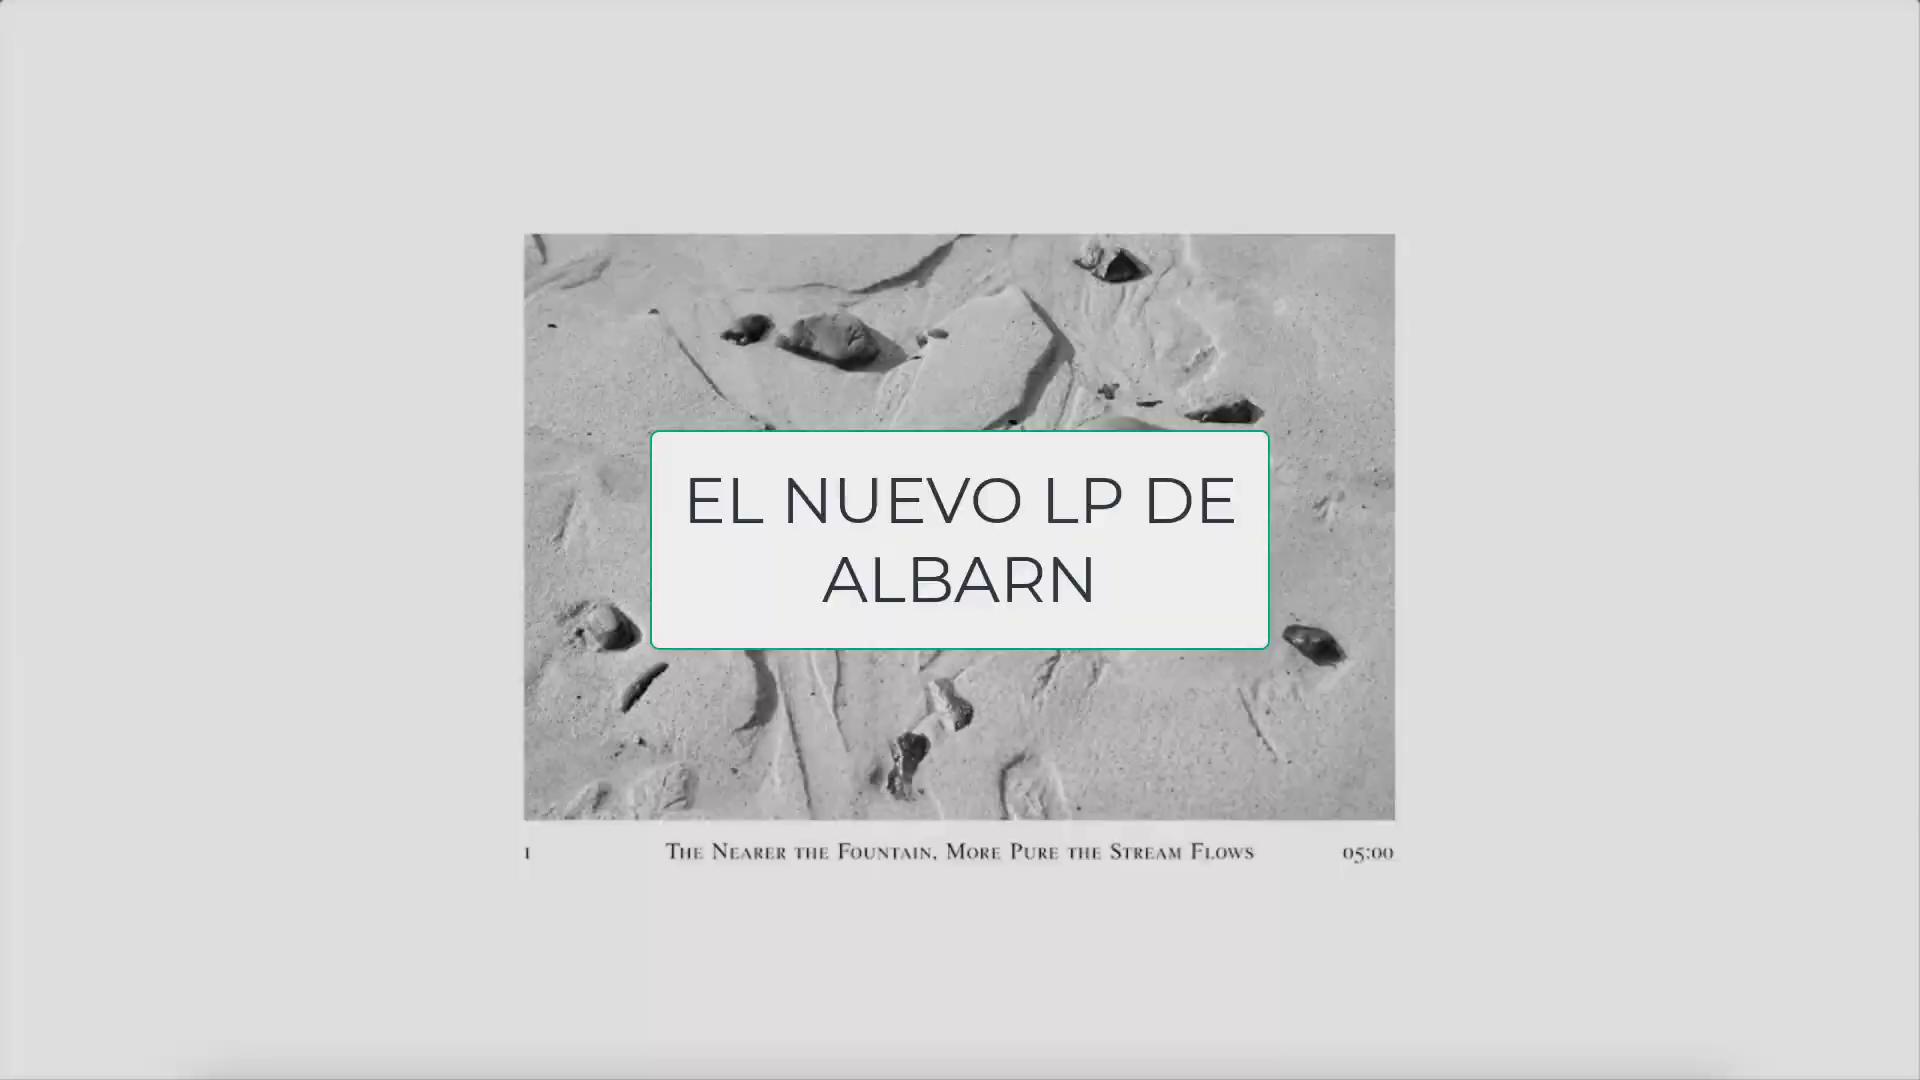 EL NUEVO LP DE
ALBARN
1 The Nearer the Fountain, More Pure the Stream Flows 05:00